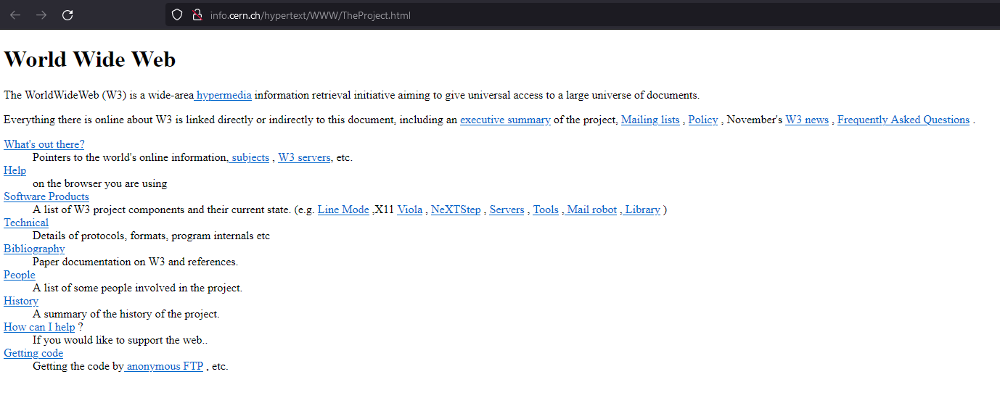 info.cern.ch/hypertext/WWW/TheProject.html
World Wide Web
The WorldWideWeb (W3) is a wide-area hypermedia information retrieval initiative aiming to give universal access to a large universe of documents.
Everything there is online about W3 is linked directly or indirectly to this document, including an executive summary of the project, Mailing lists , Policy , November's W3 news , Frequently Asked Questions .
What's out there?
Pointers to the world's online information, subjects , W3 servers, etc.
Help
on the browser you are using
Software Products
A list of W3 project components and their current state. (e.g. Line Mode ,X11 Viola , NeXTStep , Servers , Tools , Mail robot , Library )
Technical
Details of protocols, formats, program internals etc
Bibliography
Paper documentation on W3 and references.
People
A list of some people involved in the project.
History
A summary of the history of the project.
How can I help ?
If you would like to support the web..
Getting code
Getting the code by anonymous FTP , etc.